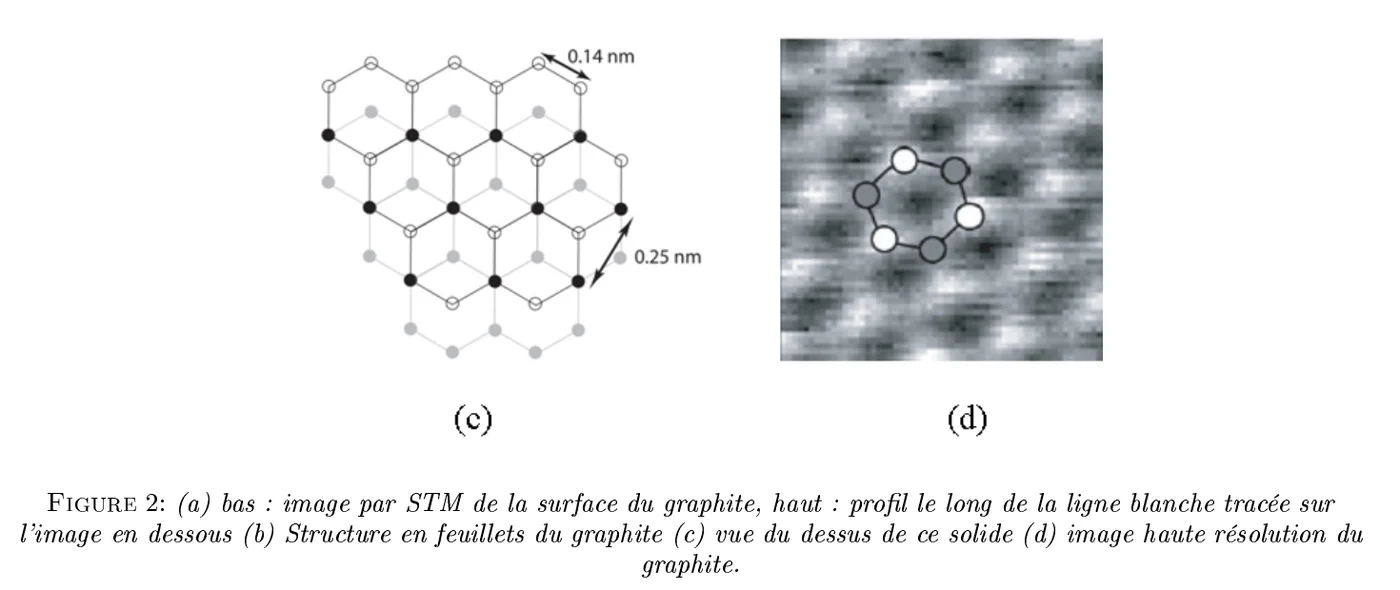 0.14 nm
0.25 nm
(c)
(d)
FIGURE 2: (a) bas : image par STM de la surface du graphite, haut : profil le long de la ligne blanche tracée sur
l'image en dessous (b) Structure en feuillets du graphite (c) vue du dessus de ce solide (d) image haute résolution du
graphite.